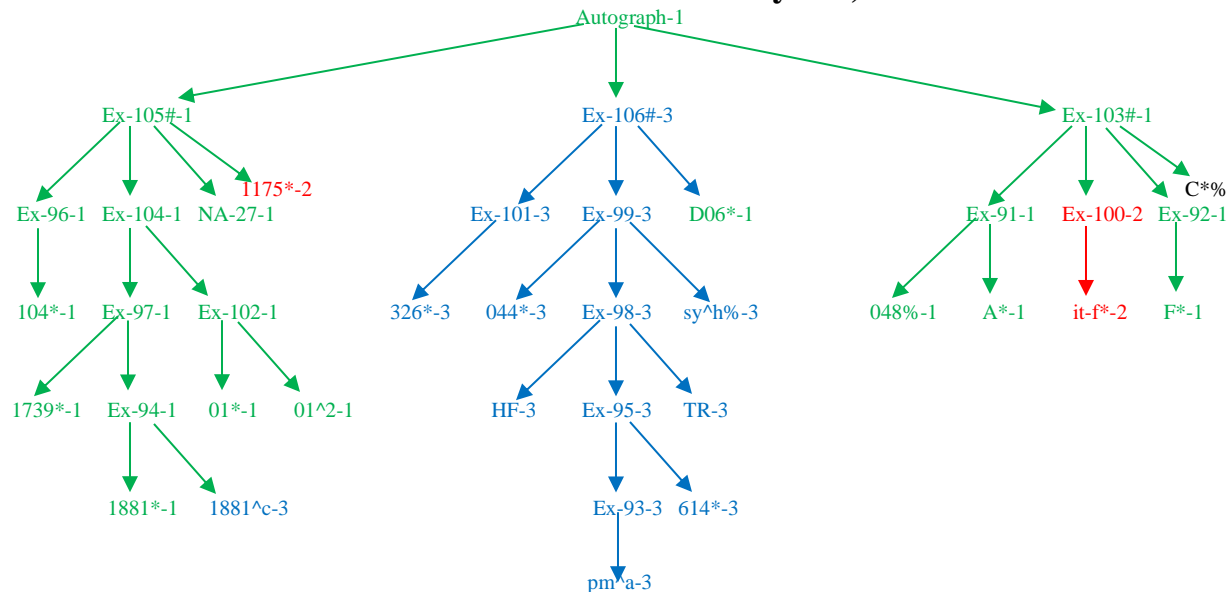 Autograph-1
Ex-105#-1 Ex-106#-3 Ex-103#-1
1175*-2 C*%
Ex-96-1 Ex-104-1 NA-27-1 Ex-101-3 Ex-99-3 D06*-1 Ex-91-1 Ex-100-2 Ex-92-1
104*-1 Ex-97-1 Ex-102-1 326*-3 044*-3 Ex-98-3 sy^h%-3 048%-1 A*-1 it-f*-2 F*-1
1739*-1 Ex-94-1 01*-1 01^2-1 HF-3 Ex-95-3 TR-3
1881*-1 1881^c-3 Ex-93-3 614*-3
pm^a-3